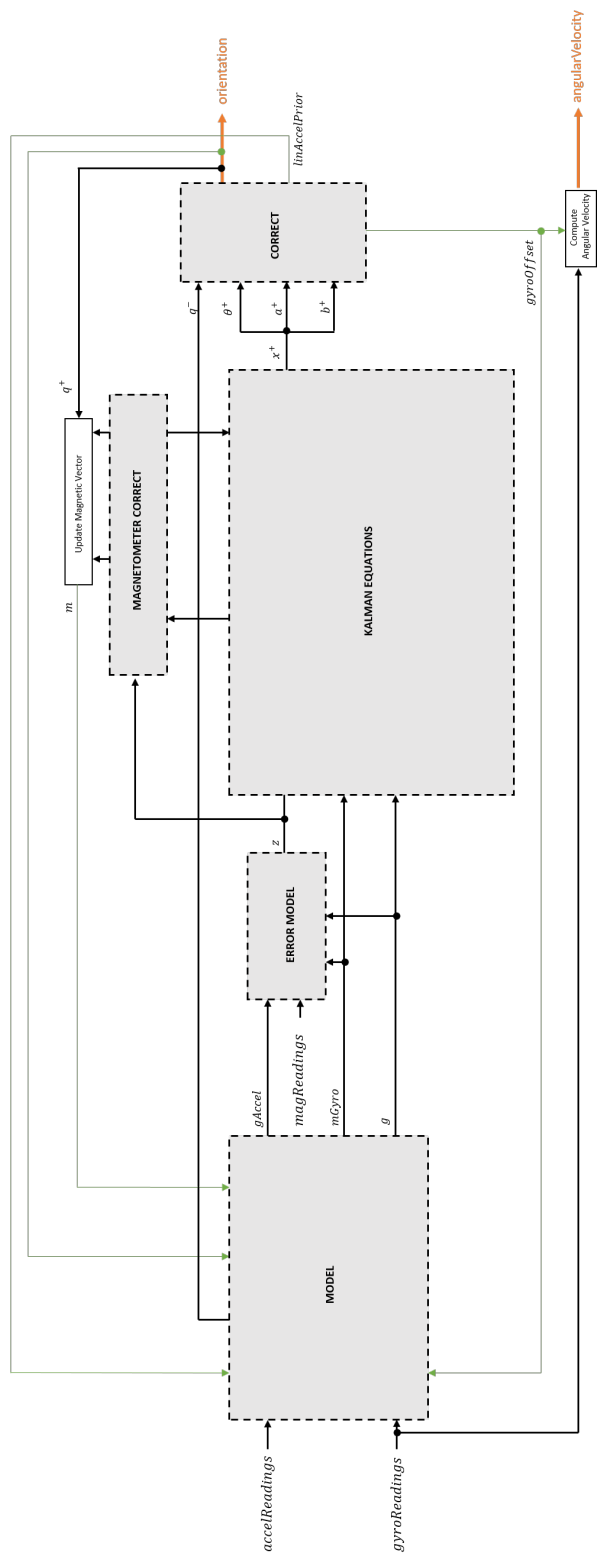 accelReadings
gyroReadings
MODEL
gAccel
magReadings
mGyro
g
ERROR MODEL
z
m
Update Magnetic Vector
q⁺
MAGNETOMETER CORRECT
KALMAN EQUATIONS
x⁺
q⁻
θ⁺
a⁺
b⁺
CORRECT
linAccelPrior
orientation
gyroOffset
Compute
Angular Velocity
angularVelocity